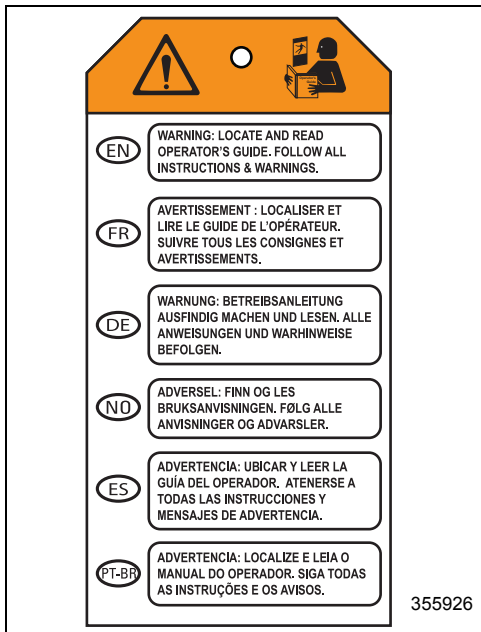 EN
WARNING: LOCATE AND READ
OPERATOR'S GUIDE. FOLLOW ALL
INSTRUCTIONS & WARNINGS.
FR
AVERTISSEMENT : LOCALISER ET
LIRE LE GUIDE DE L'OPÉRATEUR.
SUIVRE TOUS LES CONSIGNES ET
AVERTISSEMENTS.
DE
WARNUNG: BETREIBSANLEITUNG
AUSFINDIG MACHEN UND LESEN. ALLE
ANWEISUNGEN UND WARHINWEISE
BEFOLGEN.
NO
ADVERSEL: FINN OG LES
BRUKSANVISNINGEN. FØLG ALLE
ANVISNINGER OG ADVARSLER.
ES
ADVERTENCIA: UBICAR Y LEER LA
GUÍA DEL OPERADOR. ATENERSE A
TODAS LAS INSTRUCCIONES Y
MENSAJES DE ADVERTENCIA.
PT-BR
ADVERTENCIA: LOCALIZE E LEIA O
MANUAL DO OPERADOR. SIGA TODAS
AS INSTRUÇÕES E OS AVISOS.
355926